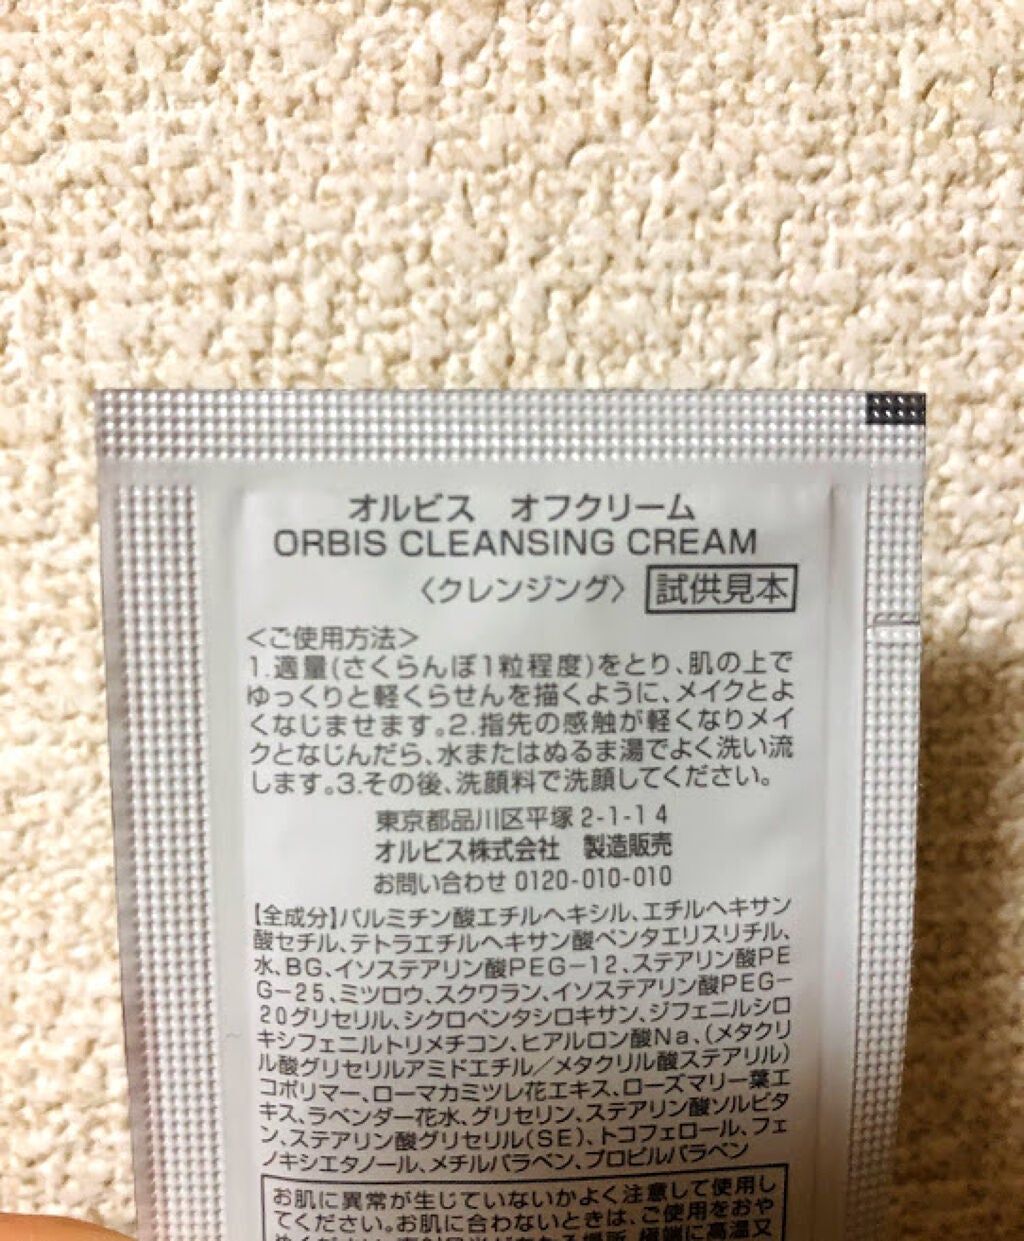 オルビス　オフクリーム
ORBIS CLEANSING CREAM
〈クレンジング〉 試供見本
＜ご使用方法＞
1.適量(さくらんぼ1粒程度)をとり、肌の上で
ゆっくりと軽くらせんを描くように、メイクとよ
くなじませます。2.指先の感触が軽くなりメイ
クとなじんだら、水またはぬるま湯でよく洗い流
します。3.その後、洗顔料で洗顔してください。
東京都品川区平塚 2-1-14
オルビス株式会社　製造販売
お問い合わせ 0120-010-010
【全成分】パルミチン酸エチルヘキシル、エチルヘキサン
酸セチル、テトラエチルヘキサン酸ペンタエリスリチル、
水、BG、イソステアリン酸PEG－12、ステアリン酸PE
G－25、ミツロウ、スクワラン、イソステアリン酸PEG－
20グリセリル、シクロペンタシロキサン、ジフェニルシロ
キシフェニルトリメチコン、ヒアルロン酸Na、(メタクリ
ル酸グリセリルアミドエチル／メタクリル酸ステアリル)
コポリマー、ローマカミツレ花エキス、ローズマリー葉エ
キス、ラベンダー花水、グリセリン、ステアリン酸ソルビタ
ン、ステアリン酸グリセリル(SE)、トコフェロール、フェ
ノキシエタノール、メチルパラベン、プロピルパラベン
お肌に異常が生じていないかよく注意して使用し
てください。お肌に合わないときは、ご使用をおや